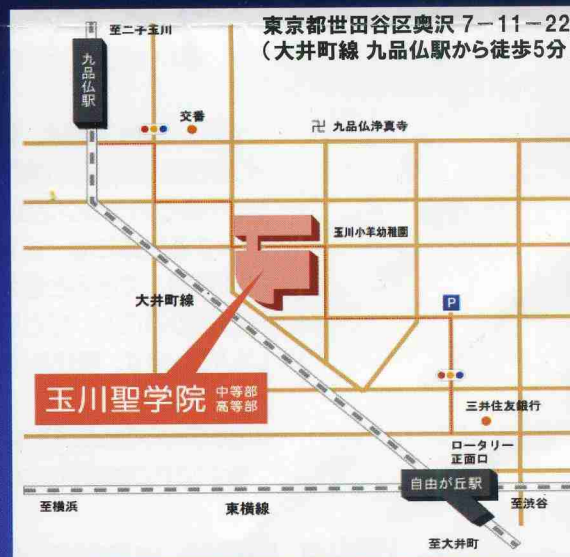 東京都世田谷区奥沢 7-11-22
(大井町線 九品仏駅から徒歩5分
至二子玉川
九品仏駅
交番
卍 九品仏浄真寺
玉川小羊幼稚園
大井町線
P
玉川聖学院 中等部
高等部
三井住友銀行
ロータリー
正面口
自由が丘駅
至横浜
東横線
至渋谷
至大井町